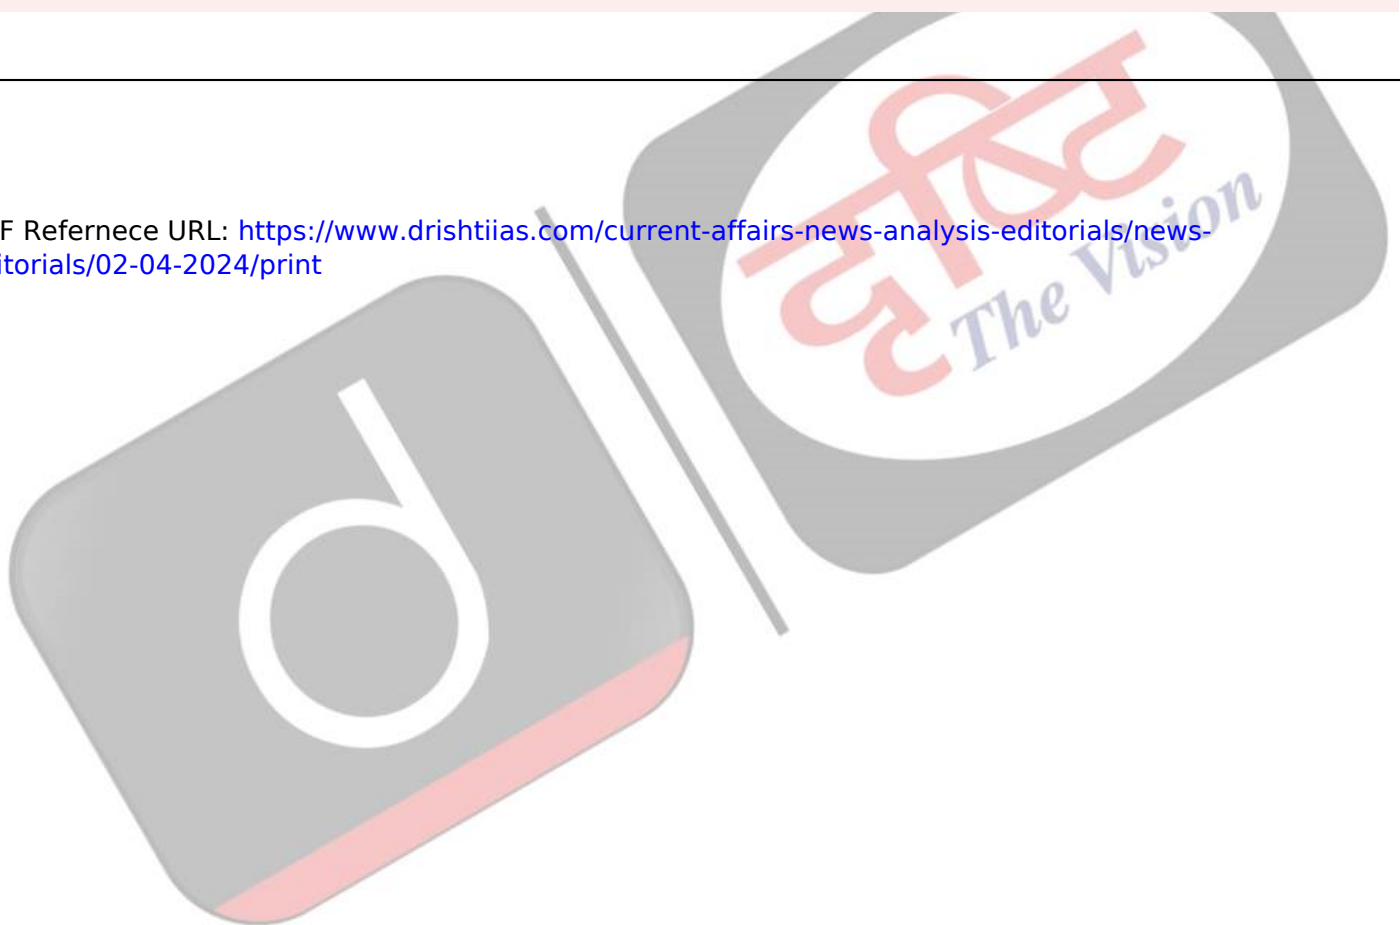 F Refernece URL: https://www.drishtiias.com/current-affairs-news-analysis-editorials/news-
itorials/02-04-2024/print
दृष्टि
The Vision
d